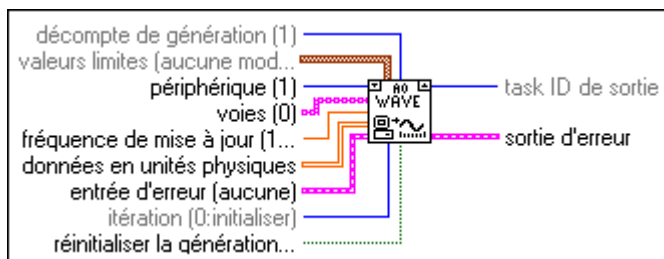 décompte de génération (1)
valeurs limites (aucune mod...
périphérique (1)
voies (0)
fréquence de mise à jour (1...
données en unités physiques
entrée d'erreur (aucune)
itération (0:initialiser)
réinitialiser la génération...
AO
WAVE
task ID de sortie
sortie d'erreur